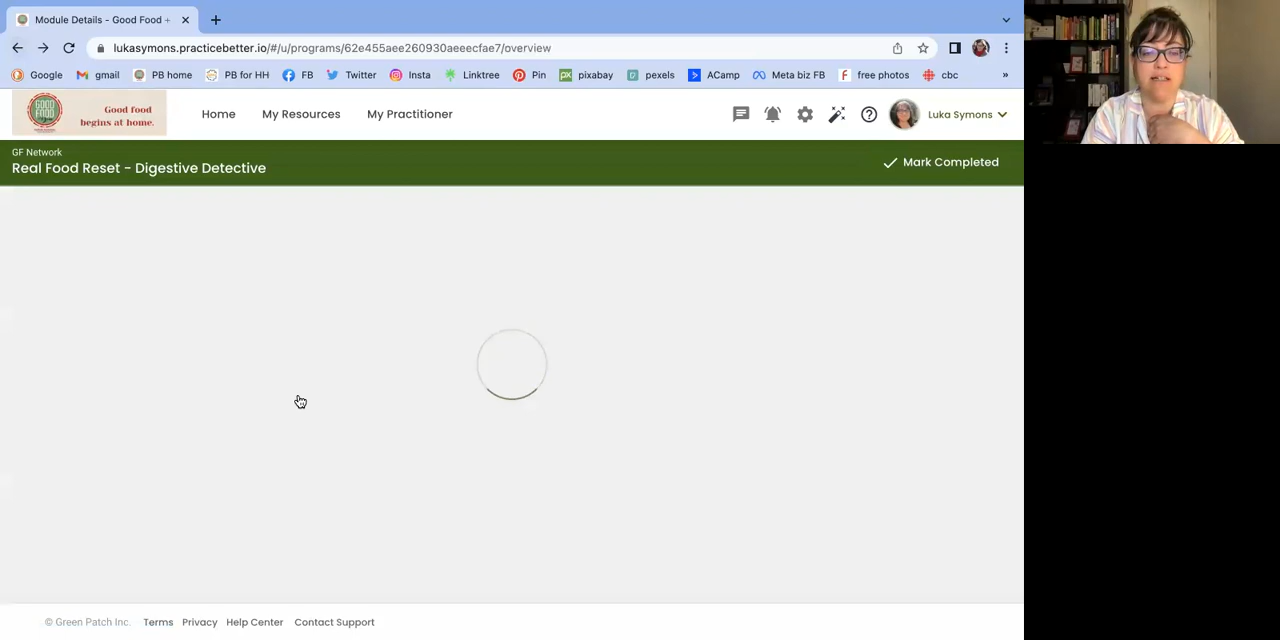 Module Details - Good Food +
lukasymons.practicebetter.io/#/u/programs/62e455aee260930aeeecfae7/overview
Google gmail PB home PB for HH FB Twitter Insta Linktree Pin pixabay pexels ACamp Meta biz FB free photos cbc »
GOOD FOOD
Good food
begins at home.
Home My Resources My Practitioner Luka Symons
GF Network
Real Food Reset - Digestive Detective
Mark Completed
© Green Patch Inc. Terms Privacy Help Center Contact Support